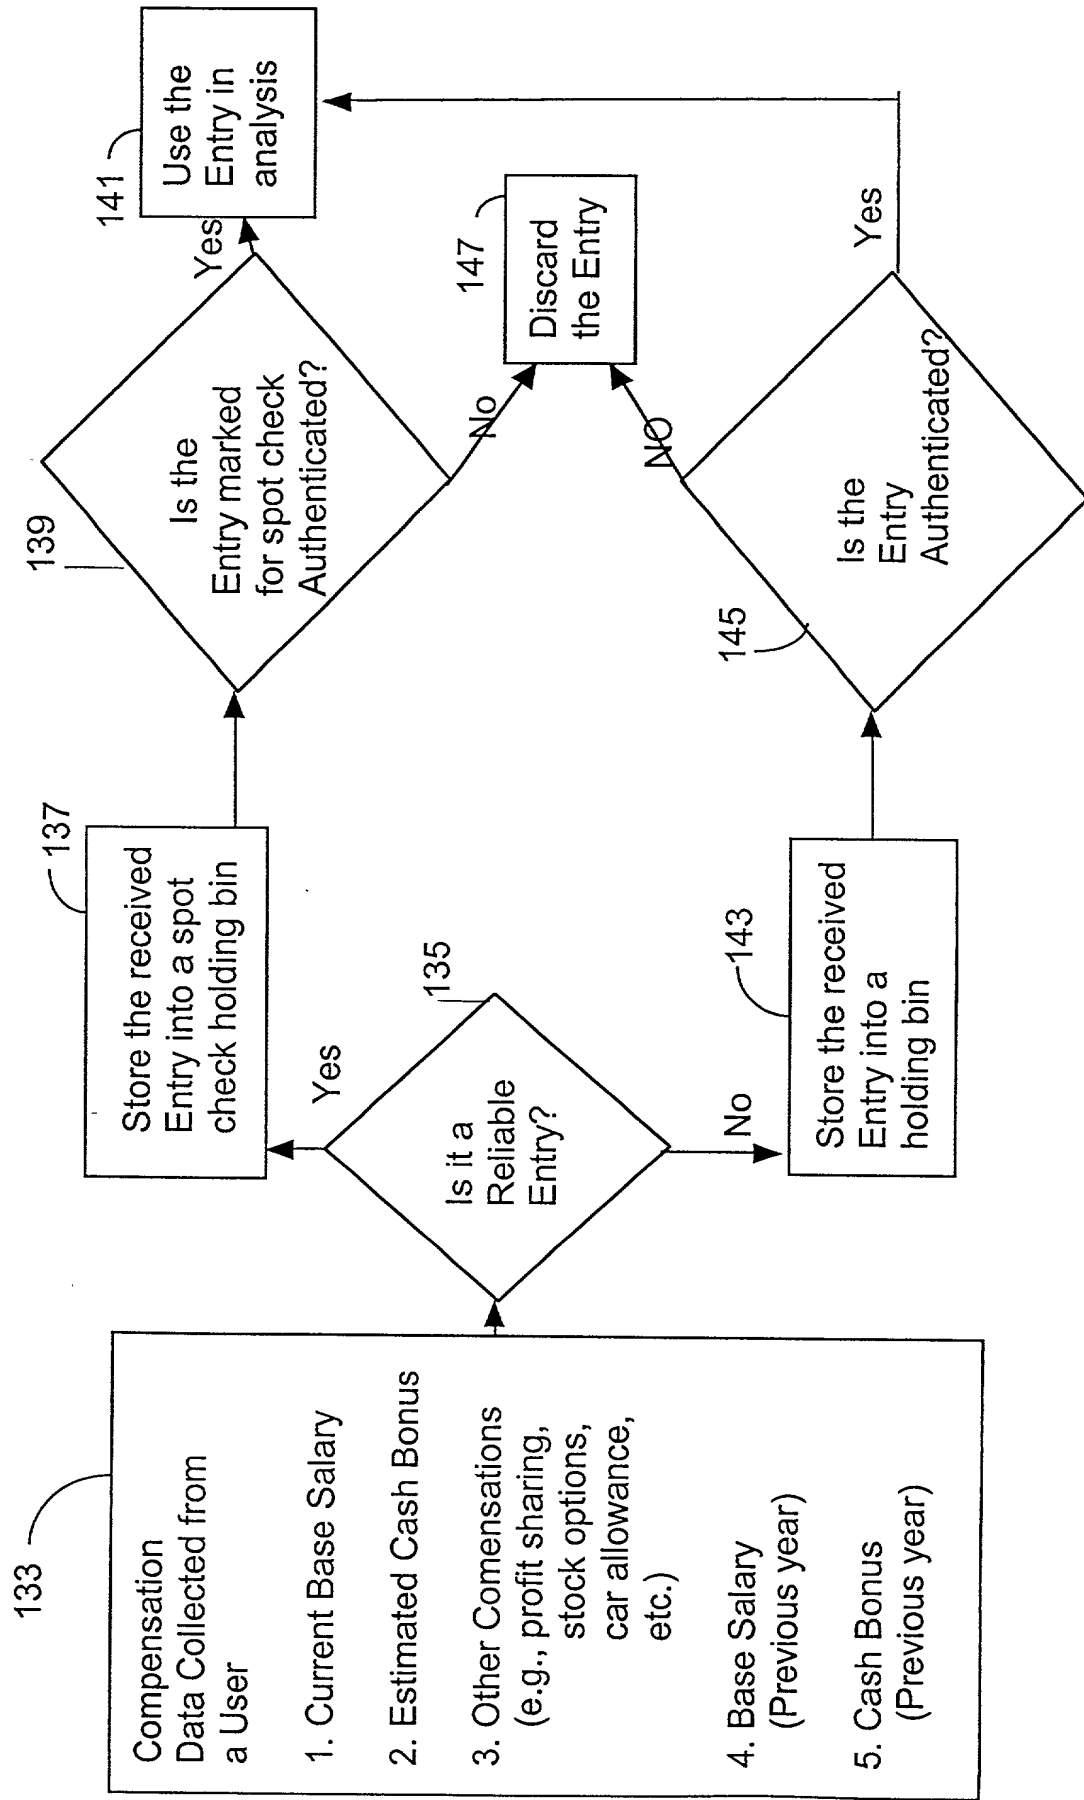 133
Compensation
Data Collected from
a User
1. Current Base Salary
2. Estimated Cash Bonus
3. Other Comensations
(e.g., profit sharing,
stock options,
car allowance,
etc.)
4. Base Salary
(Previous year)
5. Cash Bonus
(Previous year)
135
Is it a
Reliable
Entry?
Yes
No
137
Store the received
Entry into a spot
check holding bin
143
Store the received
Entry into a
holding bin
139
Is the
Entry marked
for spot check
Authenticated?
Yes
No
145
Is the
Entry
Authenticated?
NO
Yes
141
Use the
Entry in
analysis
147
Discard
the Entry